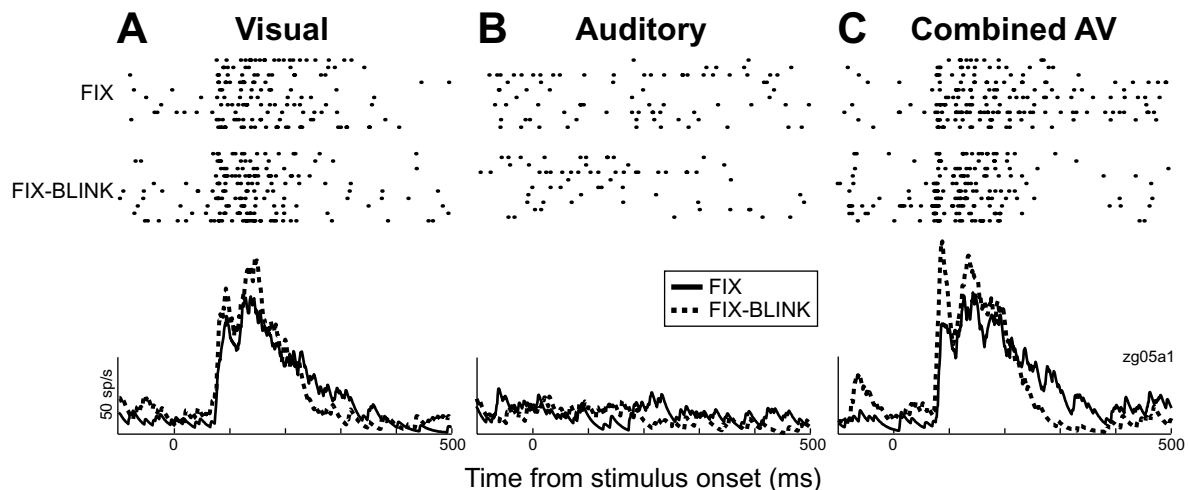 A Visual
B Auditory
C Combined AV
FIX
FIX-BLINK
FIX
FIX-BLINK
zg05a1
50 sp/s
0 500
0 500
0 500
Time from stimulus onset (ms)